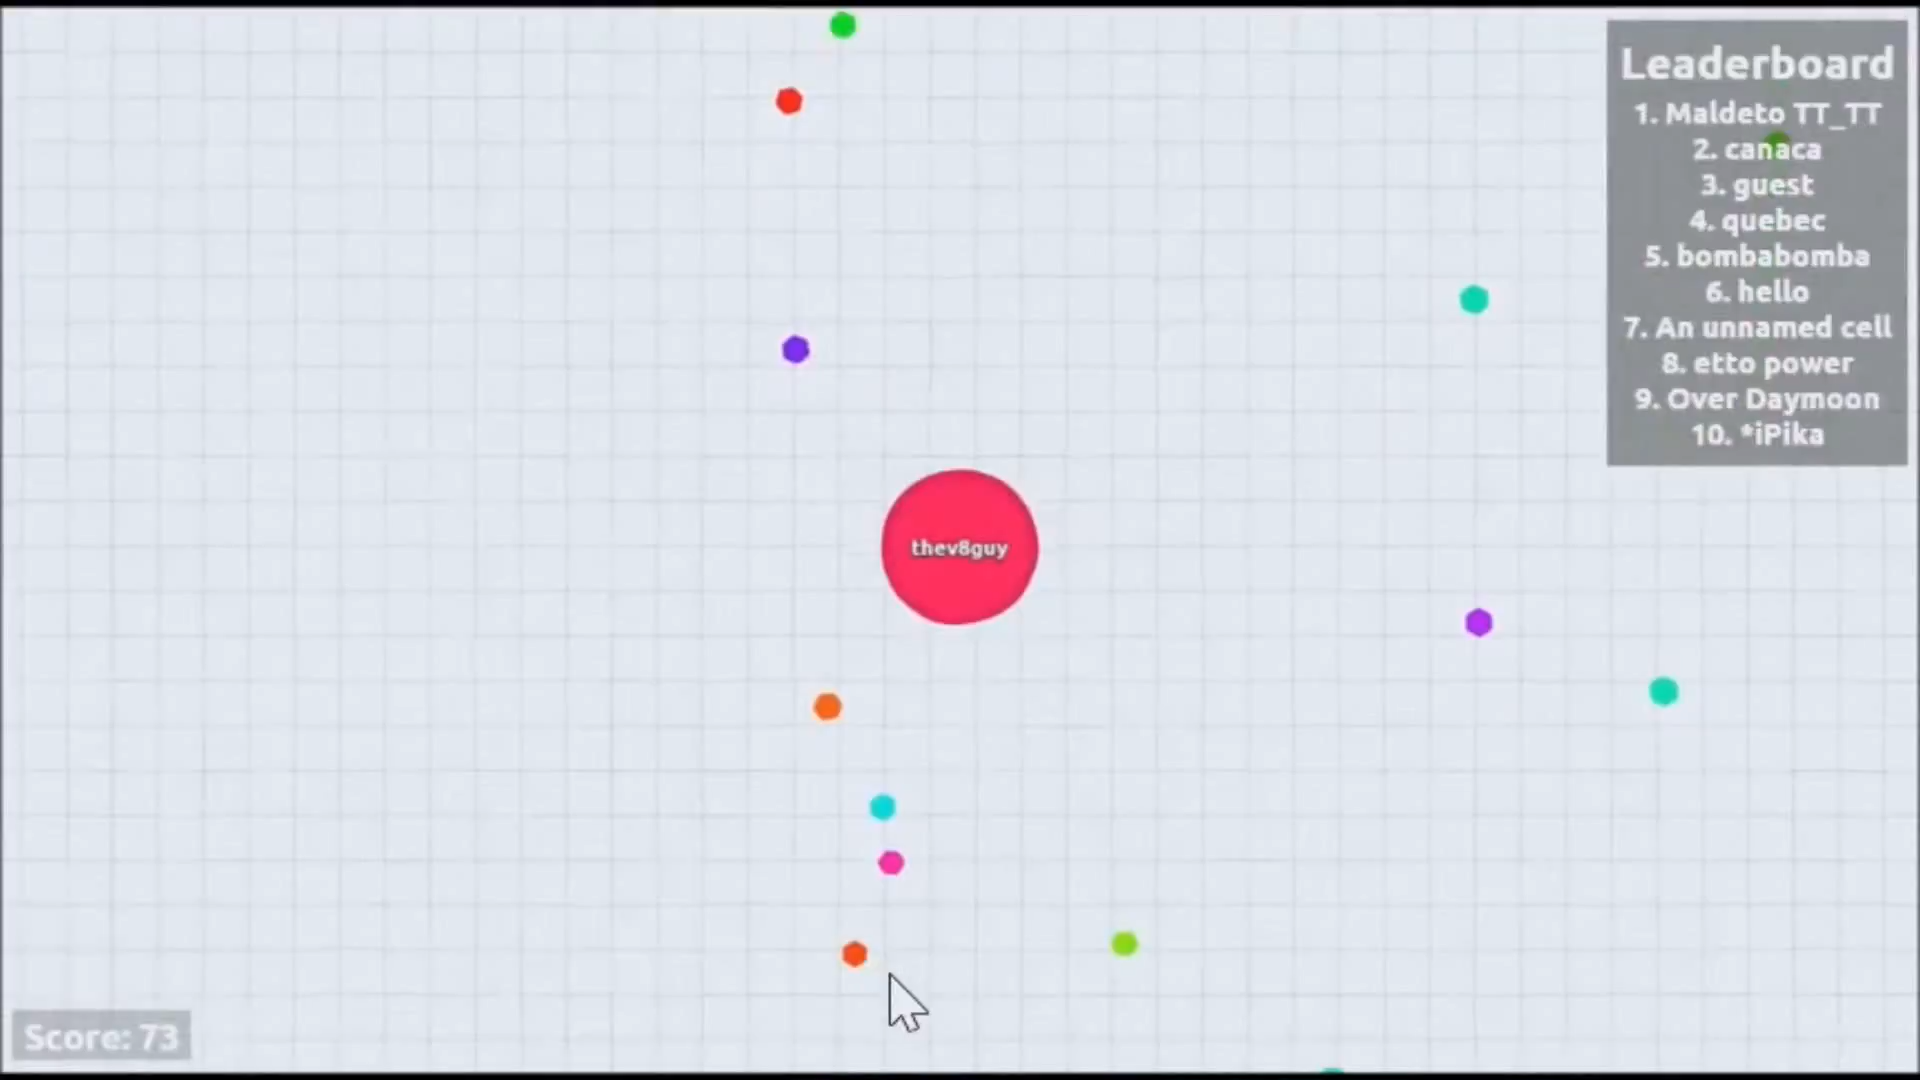 Leaderboard
1. Maldeto TT_TT
2. canaca
3. guest
4. quebec
5. bombabomba
6. hello
7. An unnamed cell
8. etto power
9. Over Daymoon
10. *iPika
thev8guy
Score: 73